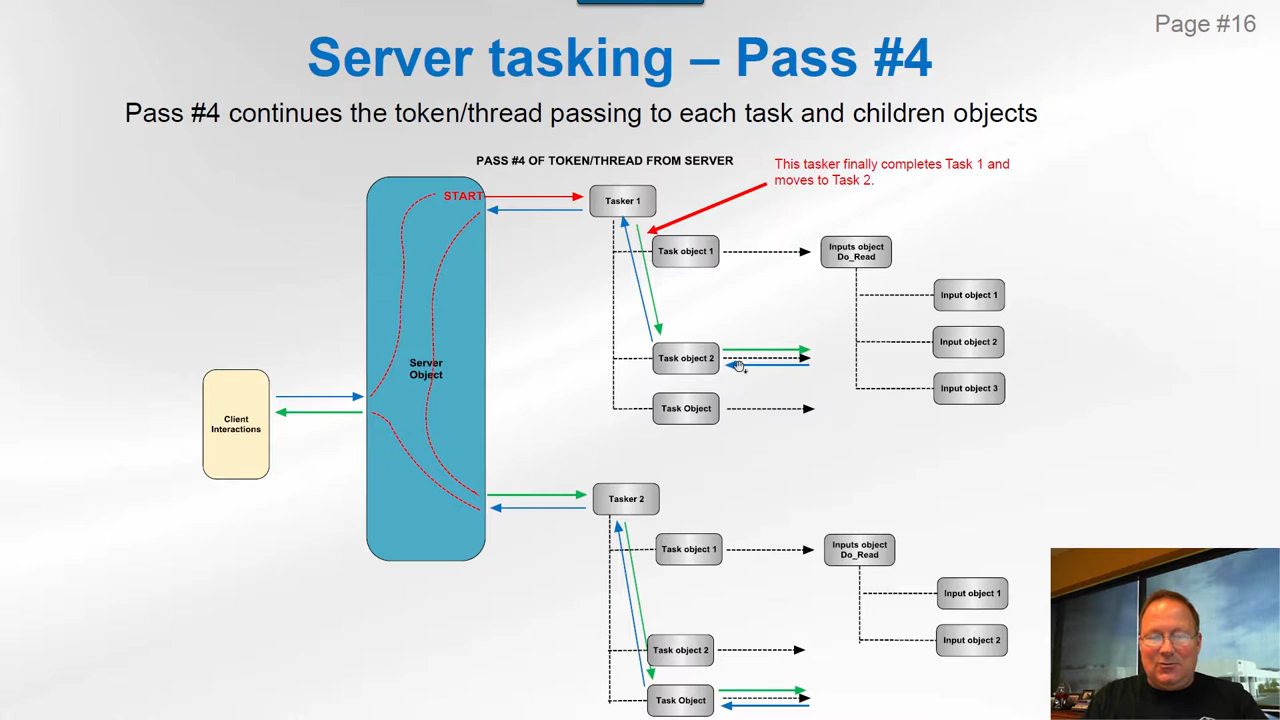 Page #16
Server tasking – Pass #4
Pass #4 continues the token/thread passing to each task and children objects
PASS #4 OF TOKEN/THREAD FROM SERVER
This tasker finally completes Task 1 and
moves to Task 2.
START
Tasker 1
Task object 1
Inputs object
Do_Read
Input object 1
Input object 2
Input object 3
Task object 2
Task Object
Server
Object
Client
Interactions
Tasker 2
Task object 1
Inputs object
Do_Read
Input object 1
Input object 2
Task object 2
Task Object